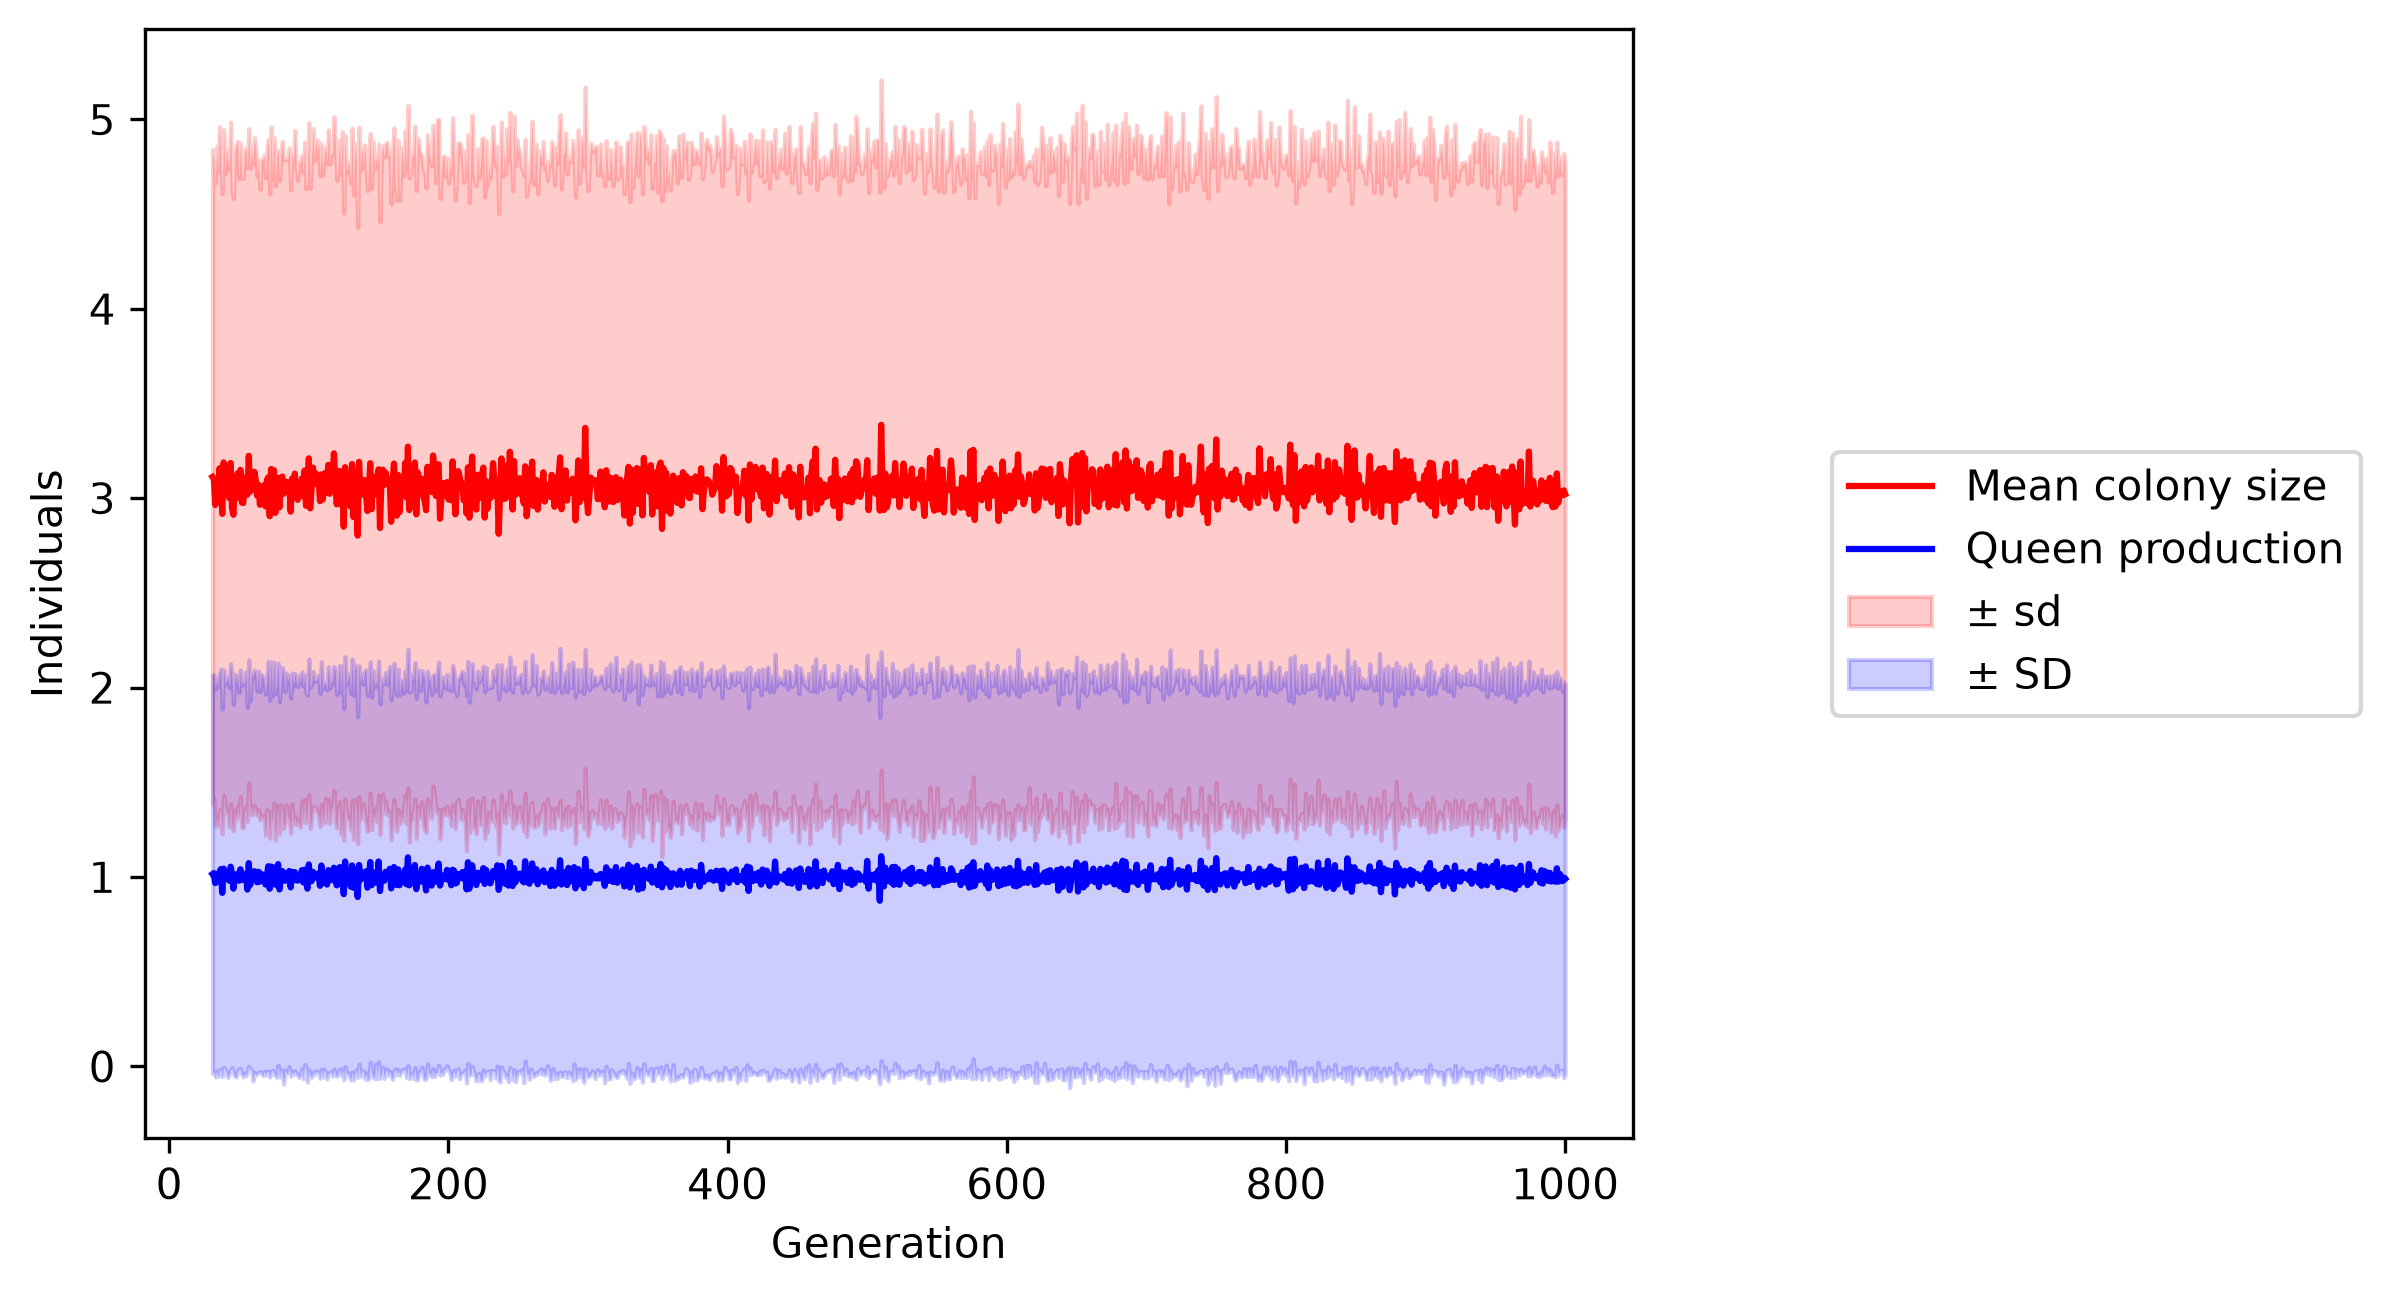 5
4
3
2
1
0
Individuals
0 200 400 600 800 1000
Generation
Mean colony size
Queen production
± sd
± SD